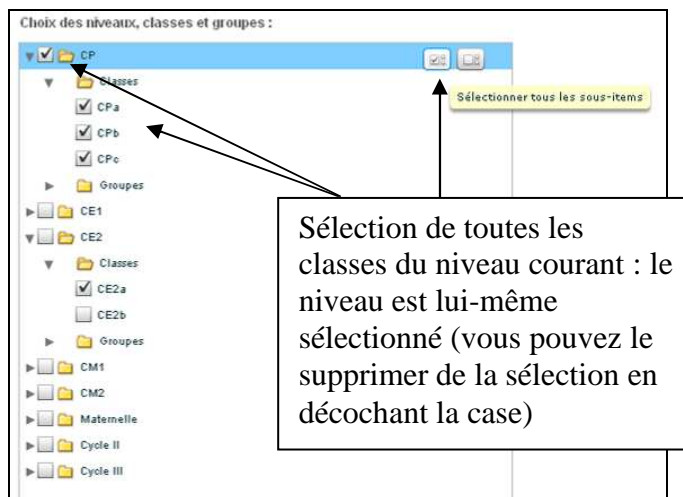 Choix des niveaux, classes et groupes :
CP
Sélectionner tous les sous-items
Classes
CPa
CPb
CPc
Groupes
CE1
CE2
Classes
CE2a
CE2b
Groupes
CM1
CM2
Maternelle
Cycle II
Cycle III
Sélection de toutes les
classes du niveau courant : le
niveau est lui-même
sélectionné (vous pouvez le
supprimer de la sélection en
décochant la case)